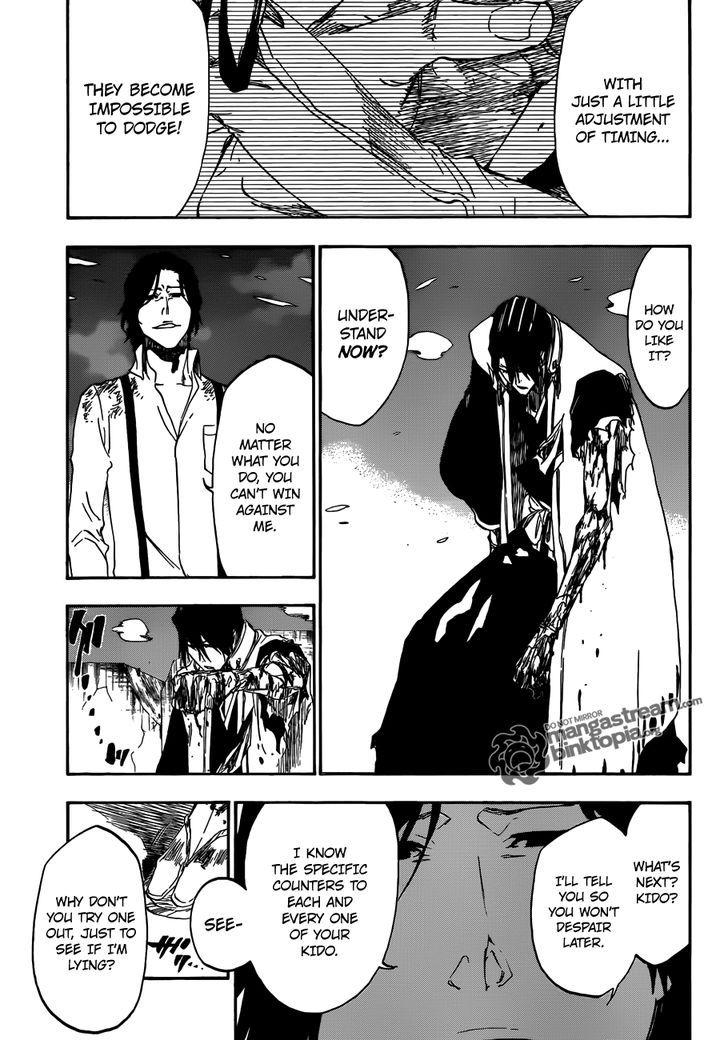 WITH
JUST A LITTLE
ADJUSTMENT
OF TIMING...
THEY BECOME
IMPOSSIBLE
TO DODGE!
HOW
DO YOU
LIKE
IT?
UNDER-
STAND
NOW?
NO
MATTER
WHAT YOU
DO, YOU
CAN'T WIN
AGAINST
ME.
DO NOT MIRROR
mangastream.com
binktopia.org
WHAT'S
NEXT?
KIDO?
I'LL TELL
YOU SO
YOU WON'T
DESPAIR
LATER.
I KNOW
THE SPECIFIC
COUNTERS TO
EACH AND
EVERY ONE
OF YOUR
KIDO.
SEE-
WHY DON'T
YOU TRY ONE
OUT, JUST TO
SEE IF I'M
LYING?